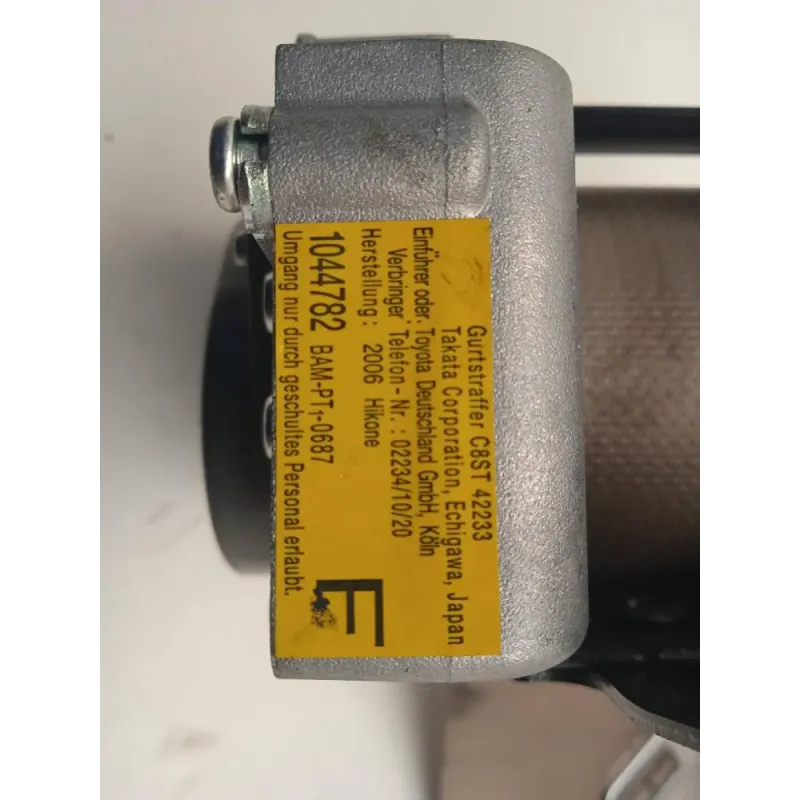 Gurtstraffer C8ST 42233
Takata Corporation, Echigawa, Japan
Einführer oder: Toyota Deutschland GmbH, Köln
Verbringer Telefon-Nr.: 02234/10/20
Herstellung: 2006 Hikone
1044782 BAM-PT₁-0687
Umgang nur durch geschultes Personal erlaubt.
E